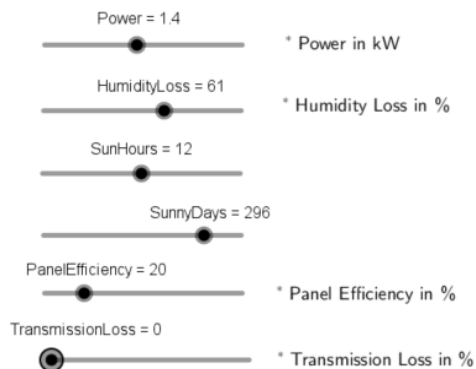 Power = 1.4
* Power in kW
HumidityLoss = 61
* Humidity Loss in %
SunHours = 12
SunnyDays = 296
PanelEfficiency = 20
* Panel Efficiency in %
TransmissionLoss = 0
* Transmission Loss in %